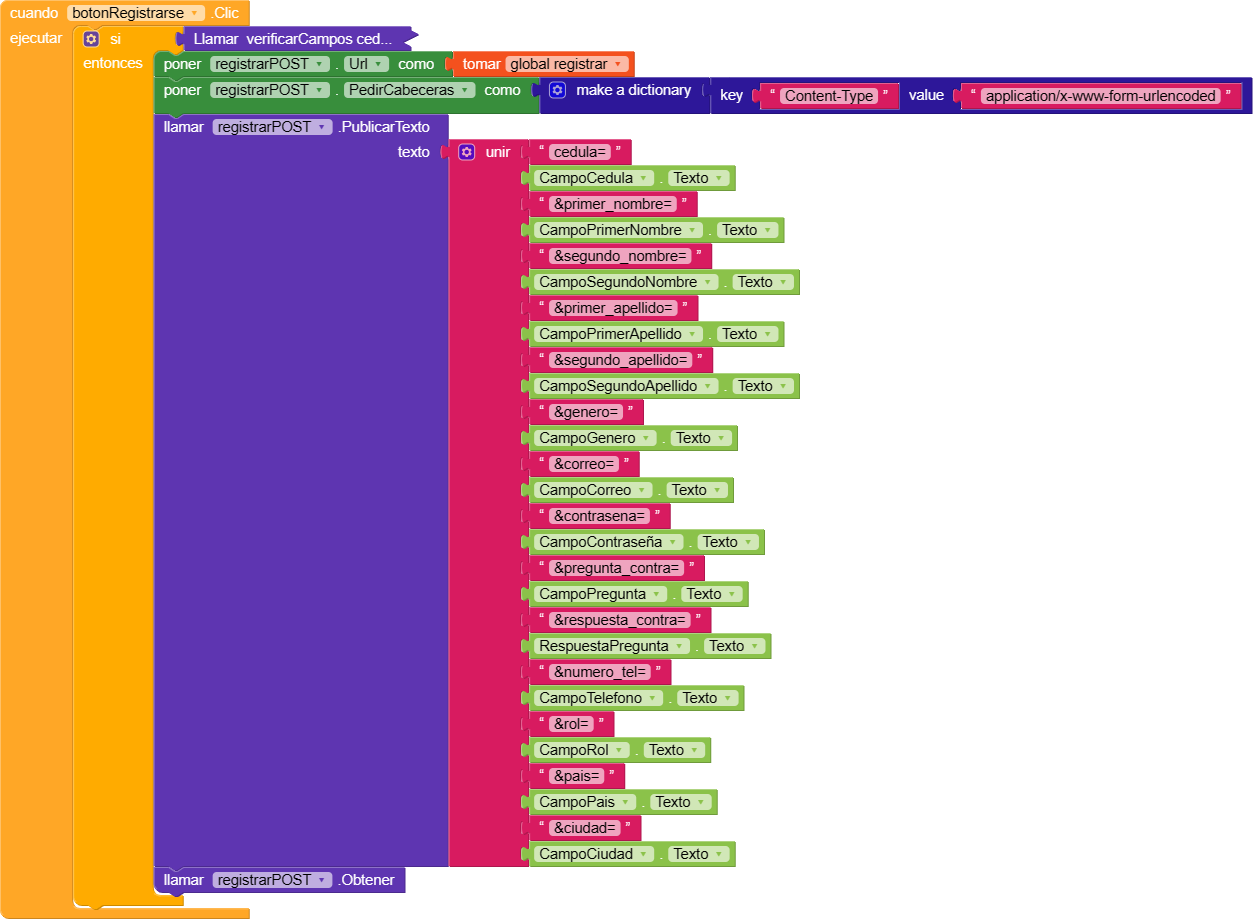 cuando botonRegistrarse .Clic
ejecutar si Llamar verificarCampos ced...
entonces poner registrarPOST . Url como tomar global registrar
poner registrarPOST . PedirCabeceras como make a dictionary key “ Content-Type ” value “ application/x-www-form-urlencoded ”
llamar registrarPOST .PublicarTexto
texto unir “ cedula= ”
CampoCedula . Texto
“ &primer_nombre= ”
CampoPrimerNombre . Texto
“ &segundo_nombre= ”
CampoSegundoNombre . Texto
“ &primer_apellido= ”
CampoPrimerApellido . Texto
“ &segundo_apellido= ”
CampoSegundoApellido . Texto
“ &genero= ”
CampoGenero . Texto
“ &correo= ”
CampoCorreo . Texto
“ &contrasena= ”
CampoContraseña . Texto
“ &pregunta_contra= ”
CampoPregunta . Texto
“ &respuesta_contra= ”
RespuestaPregunta . Texto
“ &numero_tel= ”
CampoTelefono . Texto
“ &rol= ”
CampoRol . Texto
“ &pais= ”
CampoPais . Texto
“ &ciudad= ”
CampoCiudad . Texto
llamar registrarPOST .Obtener